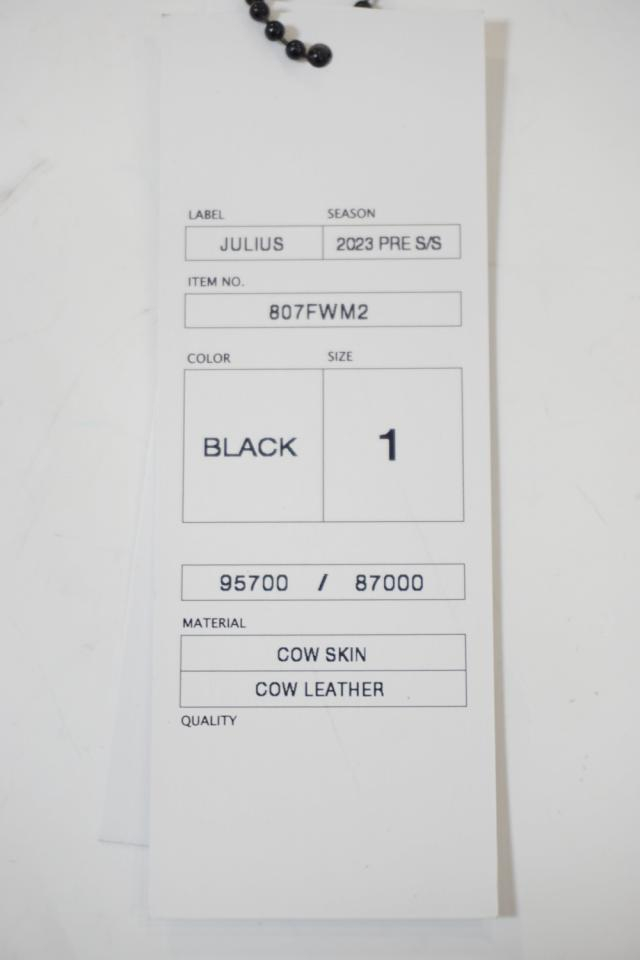 LABEL SEASON
JULIUS 2023 PRE S/S
ITEM NO.
807FWM2
COLOR SIZE
BLACK 1
95700 / 87000
MATERIAL
COW SKIN
COW LEATHER
QUALITY